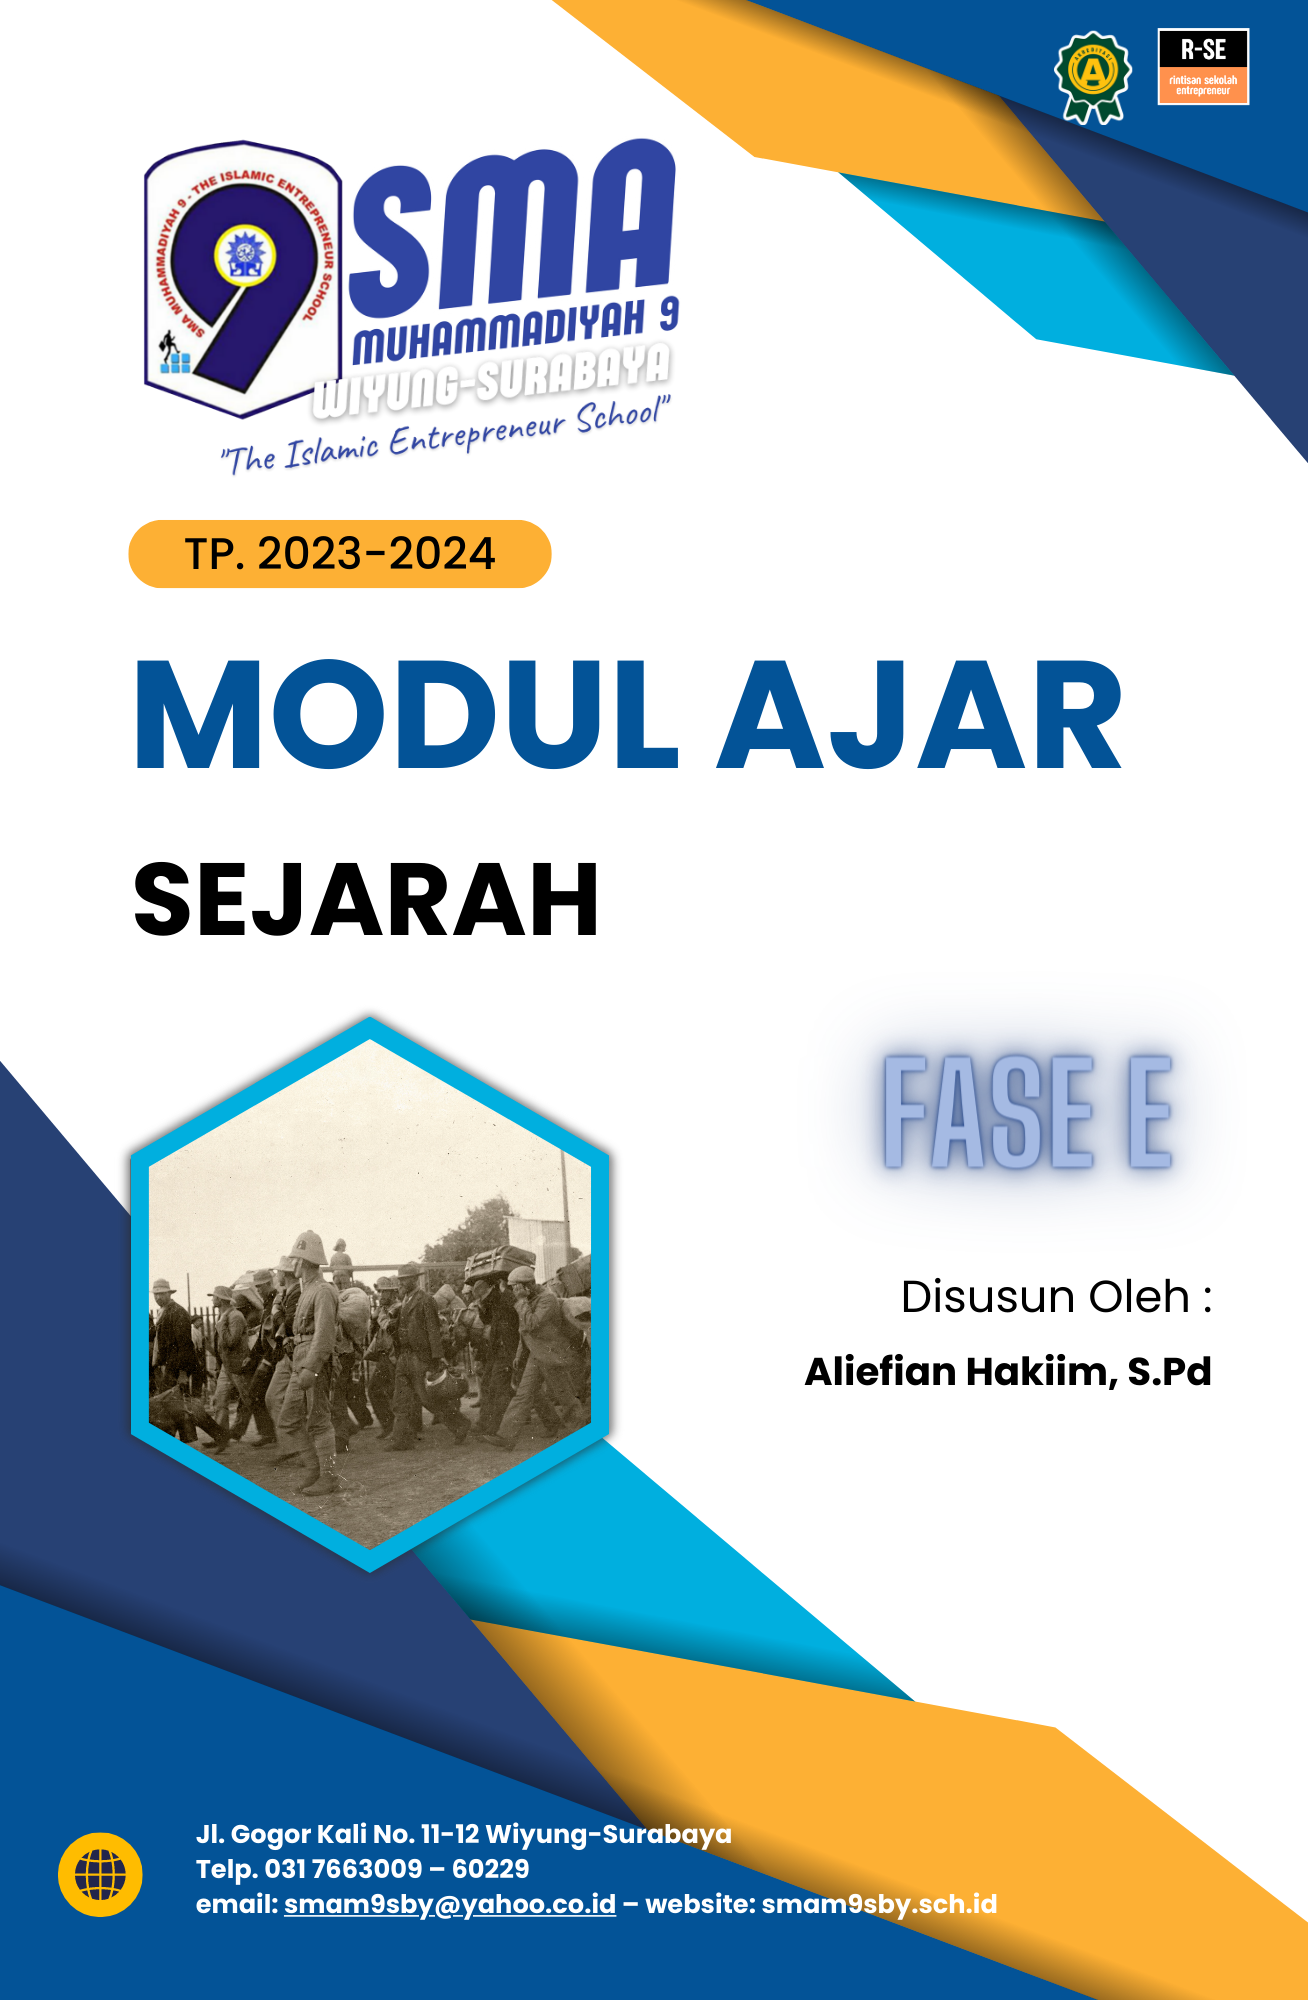 AKREDITASI
A
R-SE
rintisan sekolah
entrepreneur
SMA MUHAMMADIYAH 9 - THE ISLAMIC ENTREPRENEUR SCHOOL
9
SMA
MUHAMMADIYAH 9
WIYUNG-SURABAYA
"The Islamic Entrepreneur School"
TP. 2023-2024
MODUL AJAR
SEJARAH
FASE E
Disusun Oleh :
Aliefian Hakiim, S.Pd
Jl. Gogor Kali No. 11-12 Wiyung-Surabaya
Telp. 031 7663009 – 60229
email: smam9sby@yahoo.co.id – website: smam9sby.sch.id